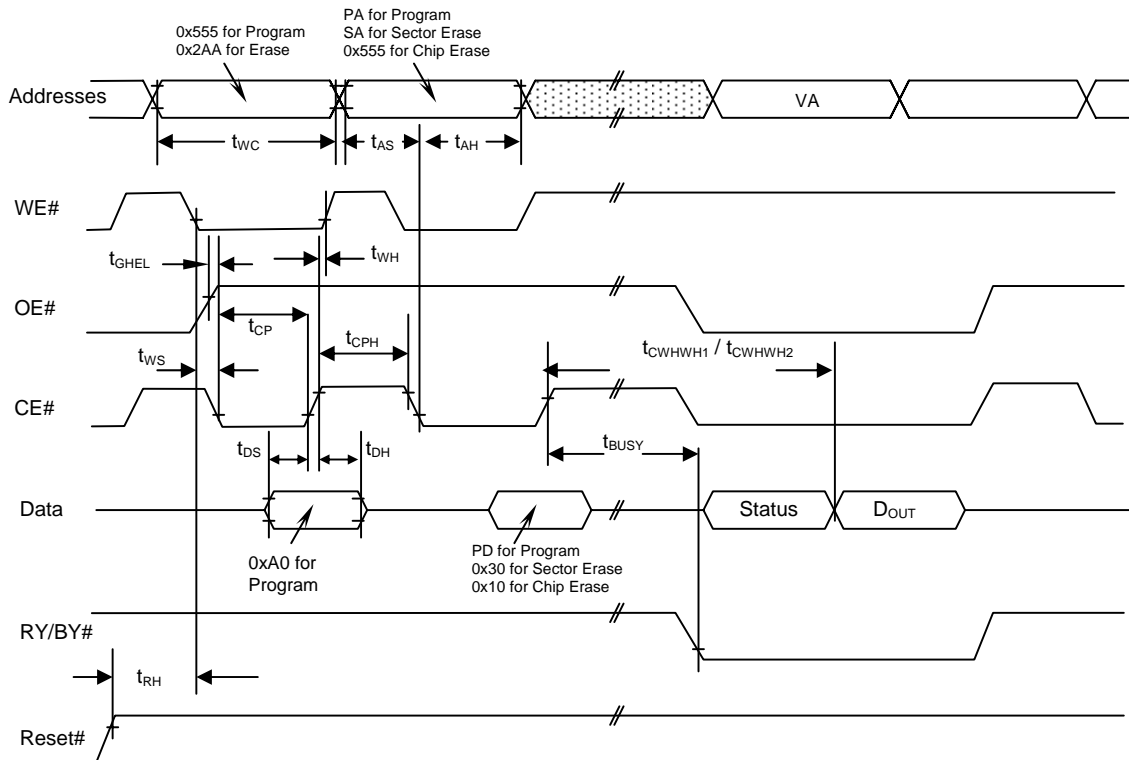 0x555 for Program
0x2AA for Erase
PA for Program
SA for Sector Erase
0x555 for Chip Erase
Addresses
VA
tWC
tAS
tAH
WE#
tGHEL
tWH
OE#
tCP
tWS
tCPH
tCWHWH1 / tCWHWH2
CE#
tDS
tDH
tBUSY
Data
Status
DOUT
0xA0 for
Program
PD for Program
0x30 for Sector Erase
0x10 for Chip Erase
RY/BY#
tRH
Reset#